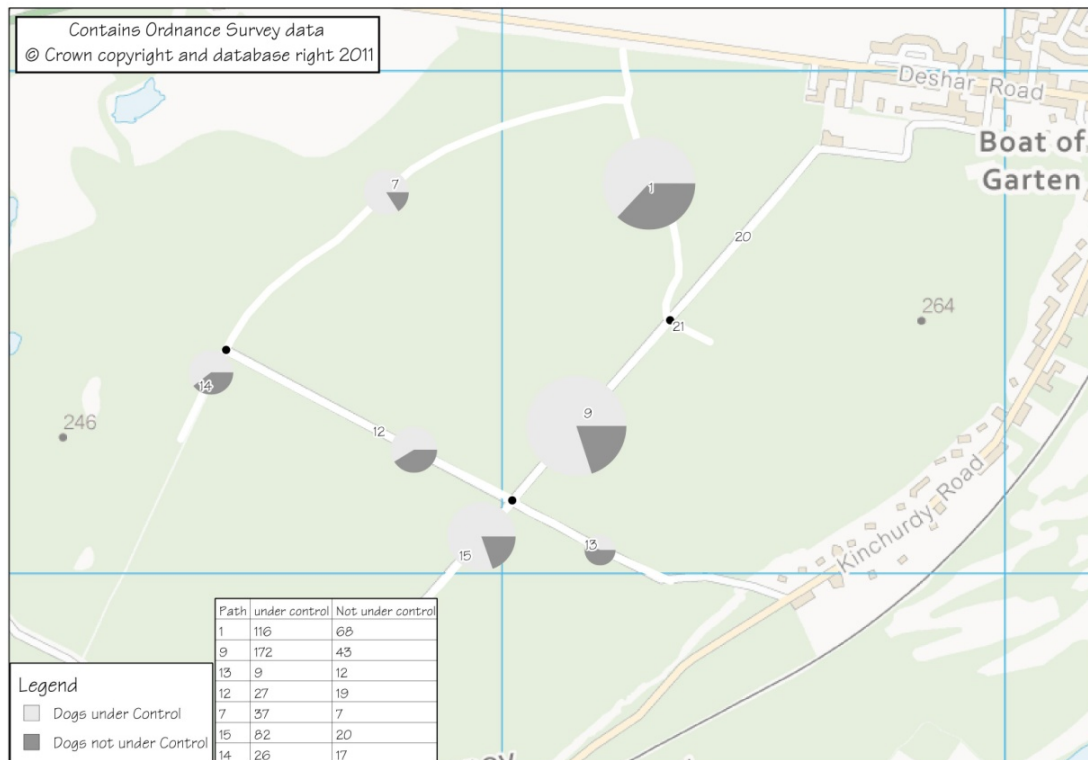 Contains Ordnance Survey data
© Crown copyright and database right 2011
Deshar Road
Boat of
Garten
7
1
20
21
264
14
246
12
9
15
13
Kinchurdy Road
Path under control Not under control
1 116 68
9 172 43
13 9 12
12 27 19
7 37 7
15 82 20
14 26 17
Legend
Dogs under Control
Dogs not under Control